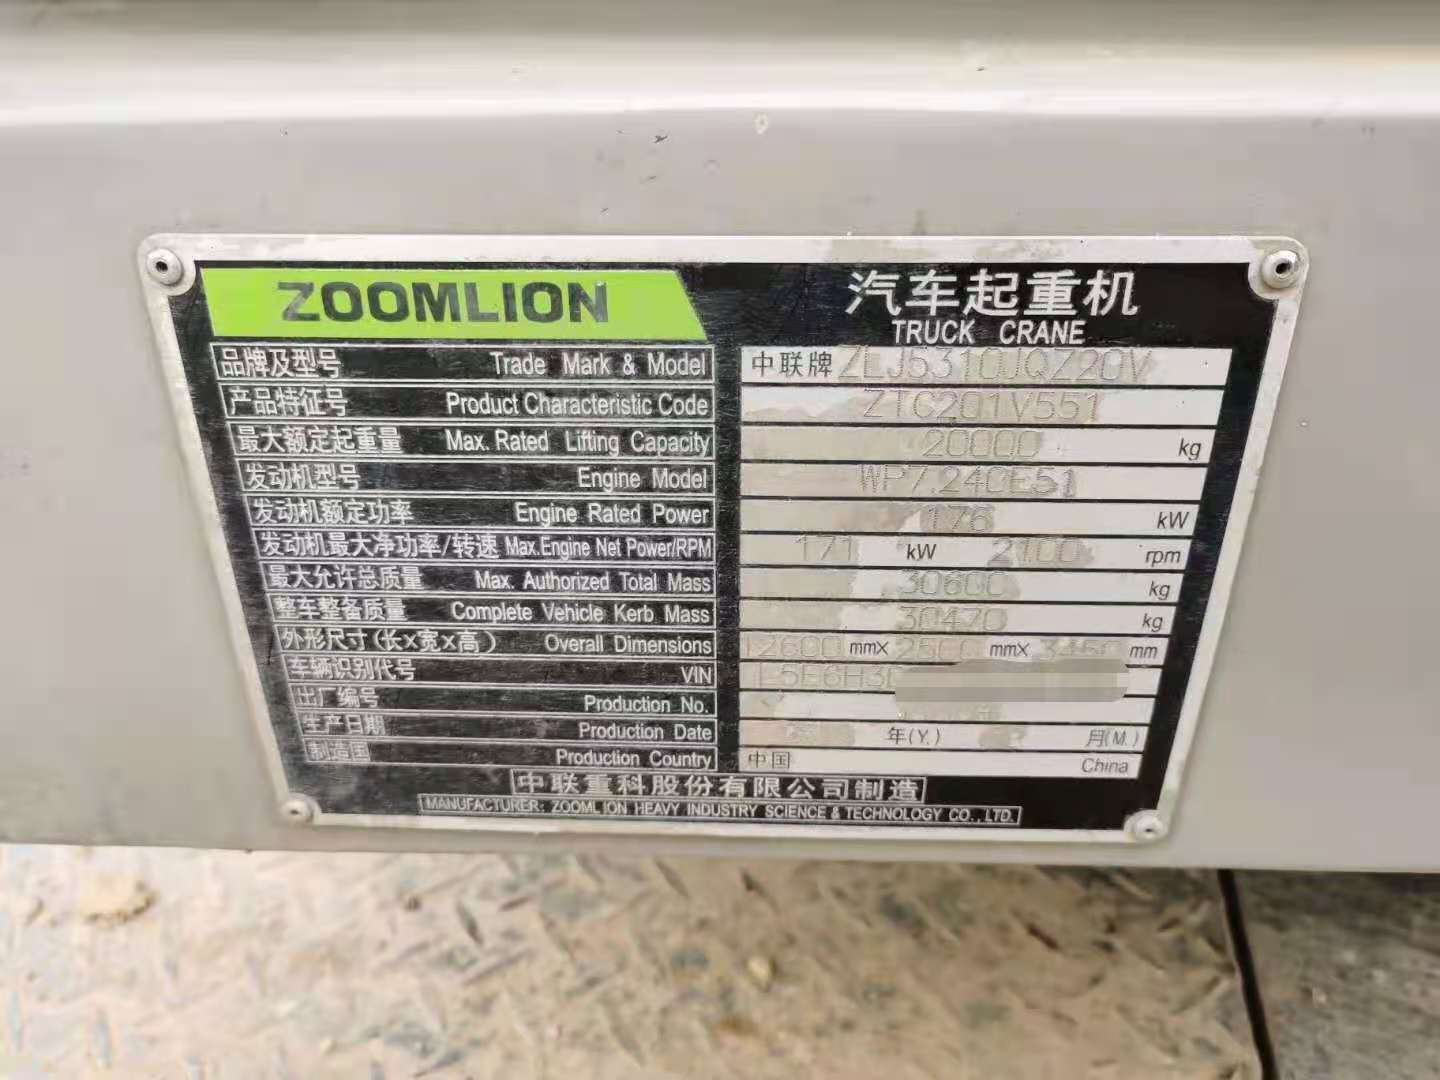 ZOOMLION
汽车起重机
TRUCK CRANE
品牌及型号 Trade Mark & Model 中联牌 ZLJ5310JQZ20V
产品特征号 Product Characteristic Code ZTC201V551
最大额定起重量 Max. Rated Lifting Capacity 20000 kg
发动机型号 Engine Model WP7.240E51
发动机额定功率 Engine Rated Power 176 kW
发动机最大净功率/转速 Max.Engine Net Power/RPM 171 kW 2100 rpm
最大允许总质量 Max. Authorized Total Mass 30600 kg
整车整备质量 Complete Vehicle Kerb Mass 30470 kg
外形尺寸(长x宽x高) Overall Dimensions 12600 mmX 2500 mmX 3450 mm
车辆识别代号 VIN L5E6H3
出厂编号 Production No.
生产日期 Production Date 年(Y.) 月(M.)
制造国 Production Country 中国 China
中联重科股份有限公司制造
MANUFACTURER: ZOOMLION HEAVY INDUSTRY SCIENCE & TECHNOLOGY CO., LTD.